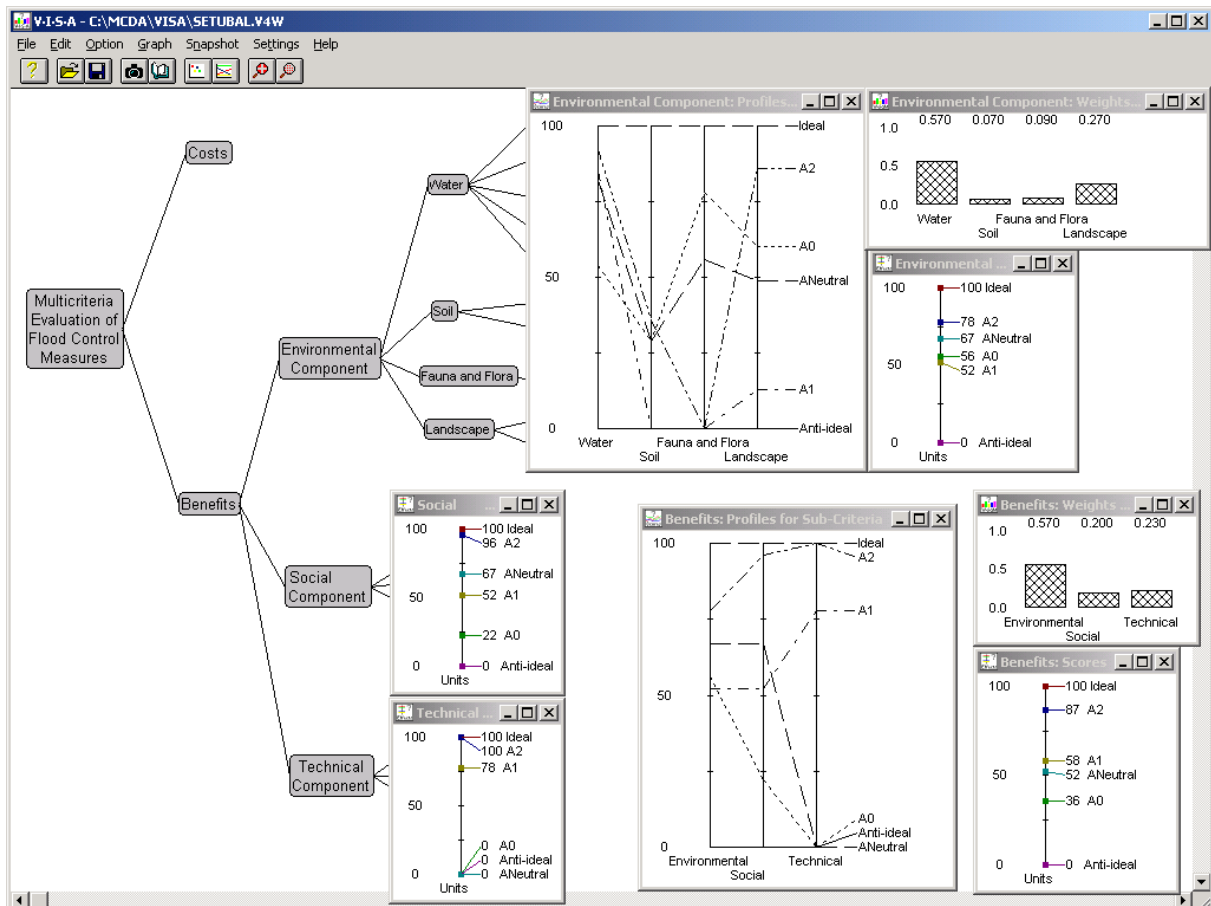 V·I·S·A - C:\MCDA\VISA\SETUBAL.V4W
File Edit Option Graph Snapshot Settings Help
Multicriteria
Evaluation of
Flood Control
Measures
Costs
Benefits
Environmental
Component
Social
Component
Technical
Component
Water
Soil
Fauna and Flora
Landscape
Environmental Component: Profiles...
100
50
0
Ideal
A2
A0
ANeutral
A1
Anti-ideal
Water Fauna and Flora
Soil Landscape
Environmental Component: Weights...
0.570 0.070 0.090 0.270
1.0
0.5
0.0
Water Fauna and Flora
Soil Landscape
Environmental ...
100 100 Ideal
78 A2
67 ANeutral
50 56 A0
52 A1
0 0 Anti-ideal
Units
Social ...
100 100 Ideal
96 A2
67 ANeutral
50 52 A1
22 A0
0 0 Anti-ideal
Units
Technical ...
100 100 Ideal
100 A2
78 A1
50
0 A0
0 Anti-ideal
0 0 ANeutral
Units
Benefits: Profiles for Sub-Criteria
100 Ideal
A2
A1
50
A0
Anti-ideal
0 ANeutral
Environmental Technical
Social
Benefits: Weights ...
0.570 0.200 0.230
1.0
0.5
0.0
Environmental Technical
Social
Benefits: Scores
100 100 Ideal
87 A2
58 A1
50 52 ANeutral
36 A0
0 0 Anti-ideal
Units